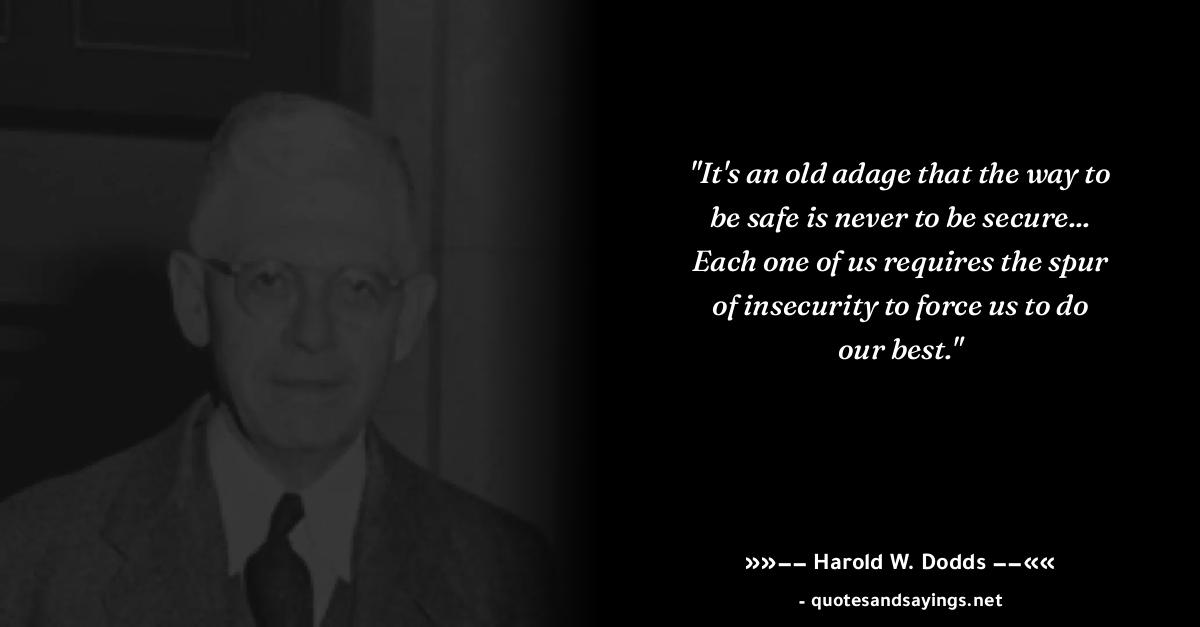 "It's an old adage that the way to
be safe is never to be secure...
Each one of us requires the spur
of insecurity to force us to do
our best."
»»−− Harold W. Dodds −−««
- quotesandsayings.net